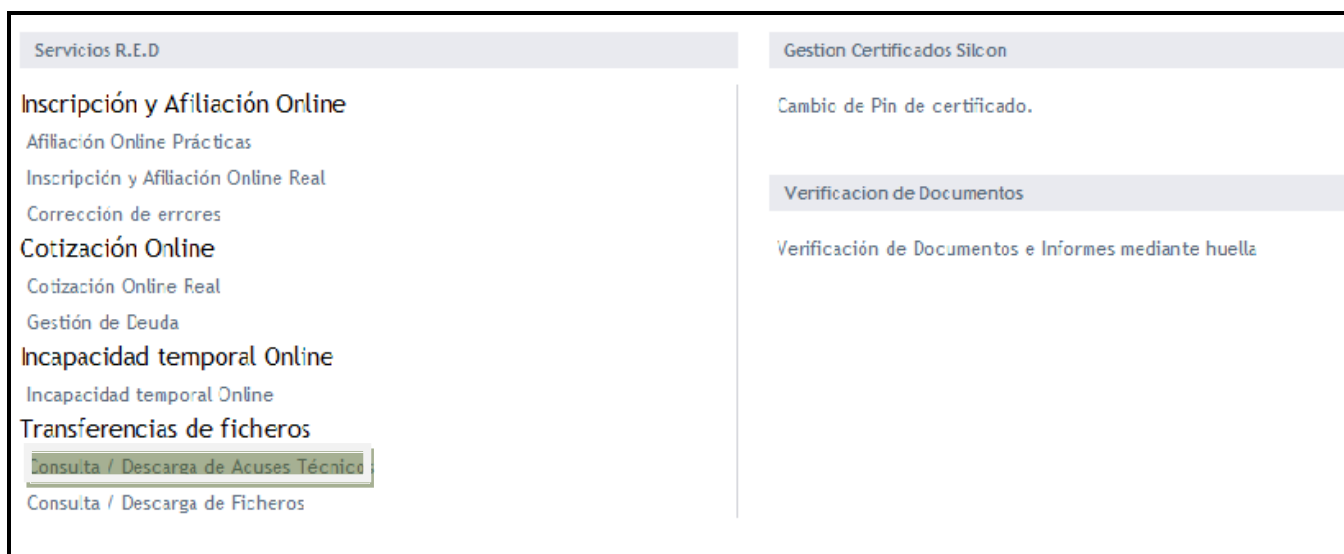 Servicios R.E.D
Inscripción y Afiliación Online
Afiliación Online Prácticas
Inscripción y Afiliación Online Real
Corrección de errores
Cotización Online
Cotización Online Real
Gestión de Deuda
Incapacidad temporal Online
Incapacidad temporal Online
Transferencias de ficheros
Consulta / Descarga de Acuses Técnicos
Consulta / Descarga de Ficheros
Gestion Certificados Silcon
Cambio de Pin de certificado.
Verificacion de Documentos
Verificación de Documentos e Informes mediante huella